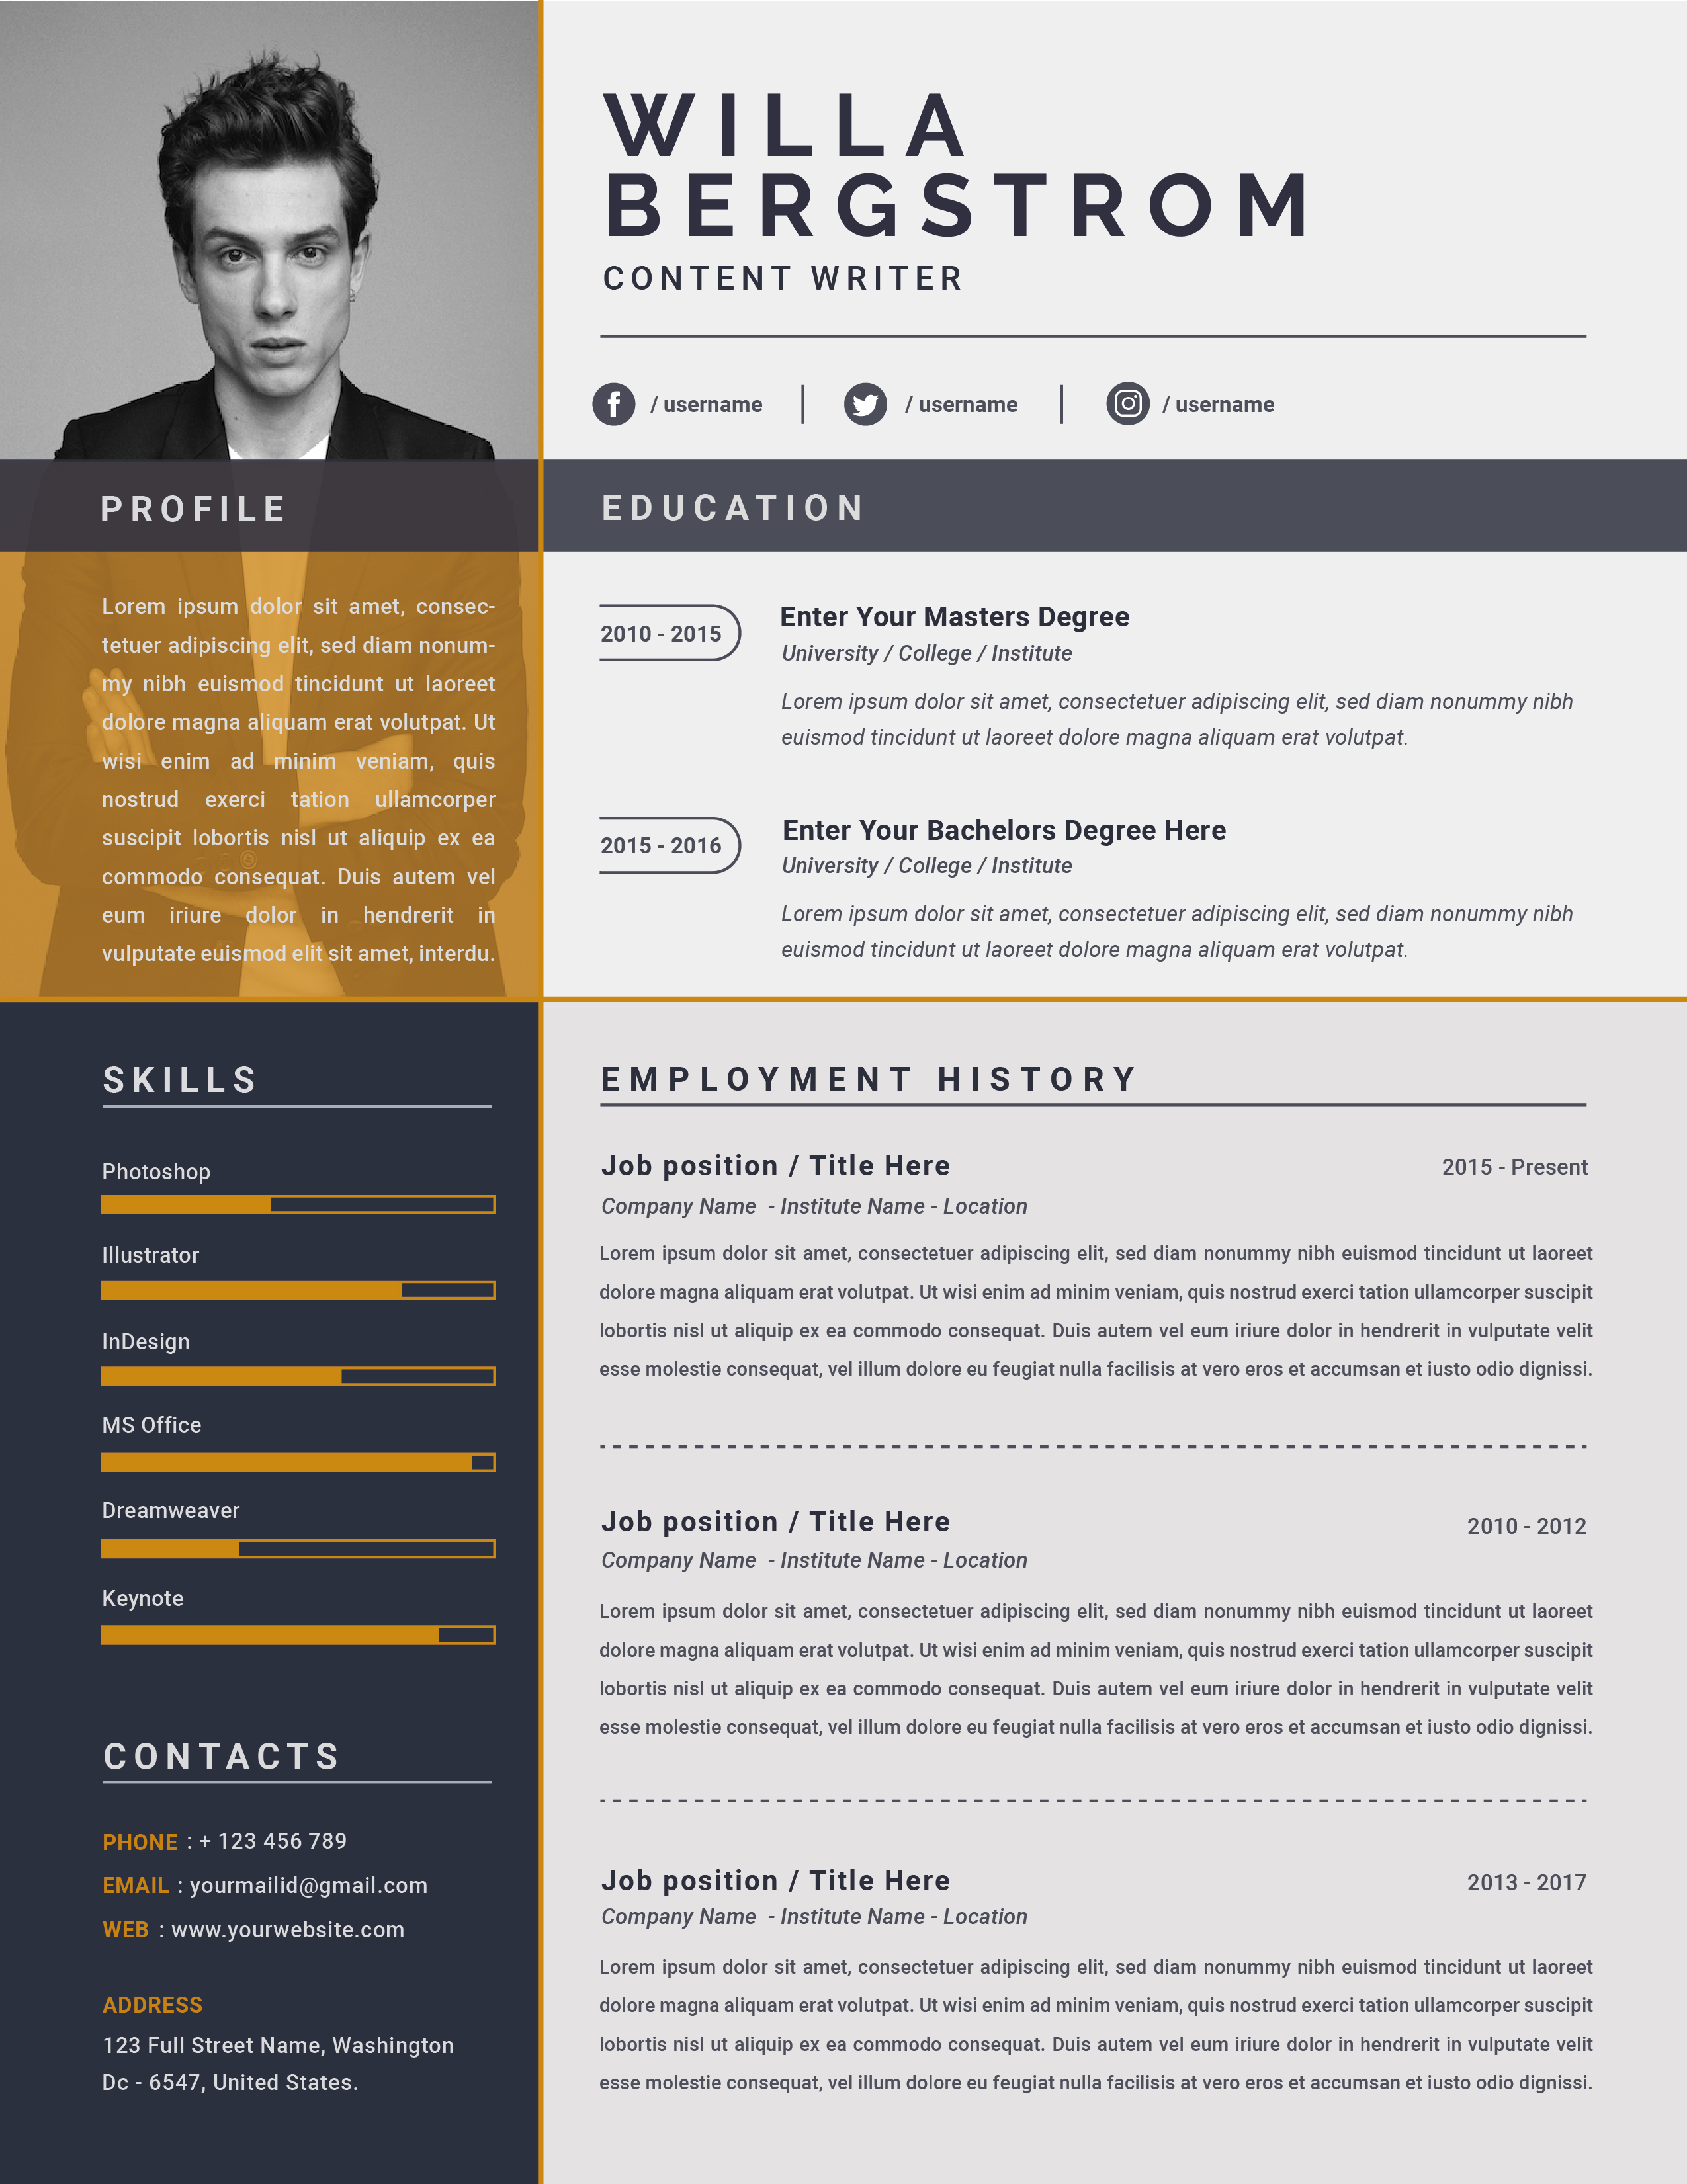 WILLA
BERGSTROM
CONTENT WRITER
/ username
/ username
/ username
PROFILE
Lorem ipsum dolor sit amet, consec-
tetuer adipiscing elit, sed diam nonum-
my nibh euismod tincidunt ut laoreet
dolore magna aliquam erat volutpat. Ut
wisi enim ad minim veniam, quis
nostrud exerci tation ullamcorper
suscipit lobortis nisl ut aliquip ex ea
commodo consequat. Duis autem vel
eum iriure dolor in hendrerit in
vulputate euismod elit sit amet, interdu.
EDUCATION
2010 - 2015
Enter Your Masters Degree
University / College / Institute
Lorem ipsum dolor sit amet, consectetuer adipiscing elit, sed diam nonummy nibh
euismod tincidunt ut laoreet dolore magna aliquam erat volutpat.
2015 - 2016
Enter Your Bachelors Degree Here
University / College / Institute
Lorem ipsum dolor sit amet, consectetuer adipiscing elit, sed diam nonummy nibh
euismod tincidunt ut laoreet dolore magna aliquam erat volutpat.
SKILLS
Photoshop
Illustrator
InDesign
MS Office
Dreamweaver
Keynote
CONTACTS
PHONE : + 123 456 789
EMAIL : yourmailid@gmail.com
WEB : www.yourwebsite.com
ADDRESS
123 Full Street Name, Washington
Dc - 6547, United States.
EMPLOYMENT HISTORY
Job position / Title Here
2015 - Present
Company Name - Institute Name - Location
Lorem ipsum dolor sit amet, consectetuer adipiscing elit, sed diam nonummy nibh euismod tincidunt ut laoreet
dolore magna aliquam erat volutpat. Ut wisi enim ad minim veniam, quis nostrud exerci tation ullamcorper suscipit
lobortis nisl ut aliquip ex ea commodo consequat. Duis autem vel eum iriure dolor in hendrerit in vulputate velit
esse molestie consequat, vel illum dolore eu feugiat nulla facilisis at vero eros et accumsan et iusto odio dignissi.
Job position / Title Here
2010 - 2012
Company Name - Institute Name - Location
Lorem ipsum dolor sit amet, consectetuer adipiscing elit, sed diam nonummy nibh euismod tincidunt ut laoreet
dolore magna aliquam erat volutpat. Ut wisi enim ad minim veniam, quis nostrud exerci tation ullamcorper suscipit
lobortis nisl ut aliquip ex ea commodo consequat. Duis autem vel eum iriure dolor in hendrerit in vulputate velit
esse molestie consequat, vel illum dolore eu feugiat nulla facilisis at vero eros et accumsan et iusto odio dignissi.
Job position / Title Here
2013 - 2017
Company Name - Institute Name - Location
Lorem ipsum dolor sit amet, consectetuer adipiscing elit, sed diam nonummy nibh euismod tincidunt ut laoreet
dolore magna aliquam erat volutpat. Ut wisi enim ad minim veniam, quis nostrud exerci tation ullamcorper suscipit
lobortis nisl ut aliquip ex ea commodo consequat. Duis autem vel eum iriure dolor in hendrerit in vulputate velit
esse molestie consequat, vel illum dolore eu feugiat nulla facilisis at vero eros et accumsan et iusto odio dignissi.